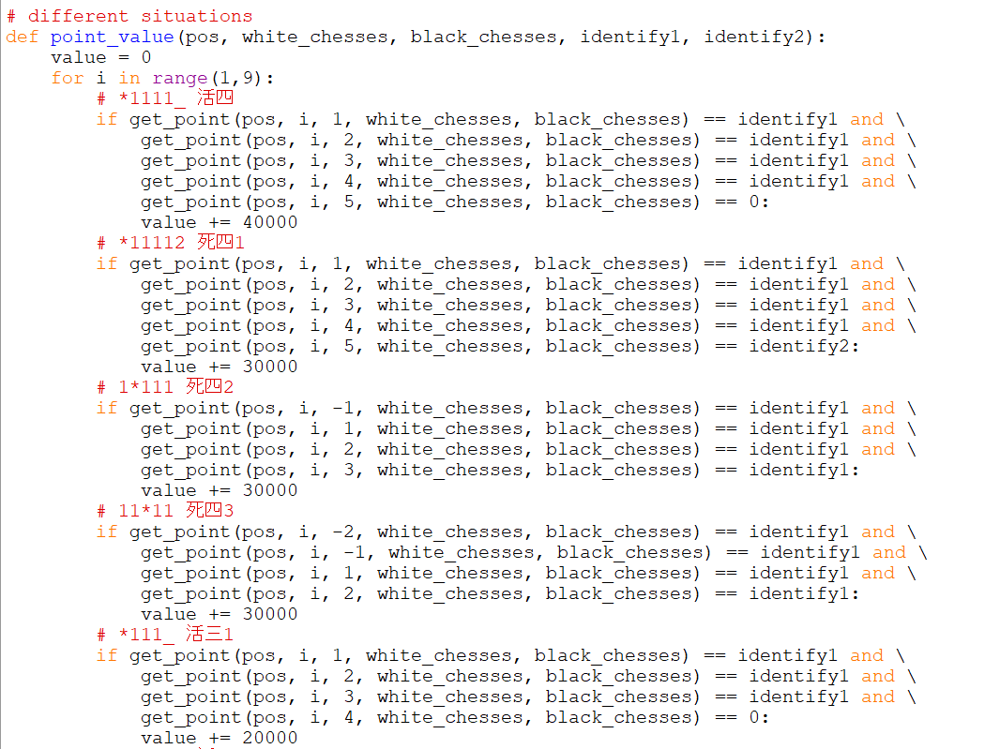 # different situations
def point_value(pos, white_chesses, black_chesses, identify1, identify2):
    value = 0
    for i in range(1,9):
        # *1111_ 活四
        if get_point(pos, i, 1, white_chesses, black_chesses) == identify1 and \
            get_point(pos, i, 2, white_chesses, black_chesses) == identify1 and \
            get_point(pos, i, 3, white_chesses, black_chesses) == identify1 and \
            get_point(pos, i, 4, white_chesses, black_chesses) == identify1 and \
            get_point(pos, i, 5, white_chesses, black_chesses) == 0:
            value += 40000
        # *11112 死四1
        if get_point(pos, i, 1, white_chesses, black_chesses) == identify1 and \
            get_point(pos, i, 2, white_chesses, black_chesses) == identify1 and \
            get_point(pos, i, 3, white_chesses, black_chesses) == identify1 and \
            get_point(pos, i, 4, white_chesses, black_chesses) == identify1 and \
            get_point(pos, i, 5, white_chesses, black_chesses) == identify2:
            value += 30000
        # 1*111 死四2
        if get_point(pos, i, -1, white_chesses, black_chesses) == identify1 and \
            get_point(pos, i, 1, white_chesses, black_chesses) == identify1 and \
            get_point(pos, i, 2, white_chesses, black_chesses) == identify1 and \
            get_point(pos, i, 3, white_chesses, black_chesses) == identify1:
            value += 30000
        # 11*11 死四3
        if get_point(pos, i, -2, white_chesses, black_chesses) == identify1 and \
            get_point(pos, i, -1, white_chesses, black_chesses) == identify1 and \
            get_point(pos, i, 1, white_chesses, black_chesses) == identify1 and \
            get_point(pos, i, 2, white_chesses, black_chesses) == identify1:
            value += 30000
        # *111_ 活三1
        if get_point(pos, i, 1, white_chesses, black_chesses) == identify1 and \
            get_point(pos, i, 2, white_chesses, black_chesses) == identify1 and \
            get_point(pos, i, 3, white_chesses, black_chesses) == identify1 and \
            get_point(pos, i, 4, white_chesses, black_chesses) == 0:
            value += 20000